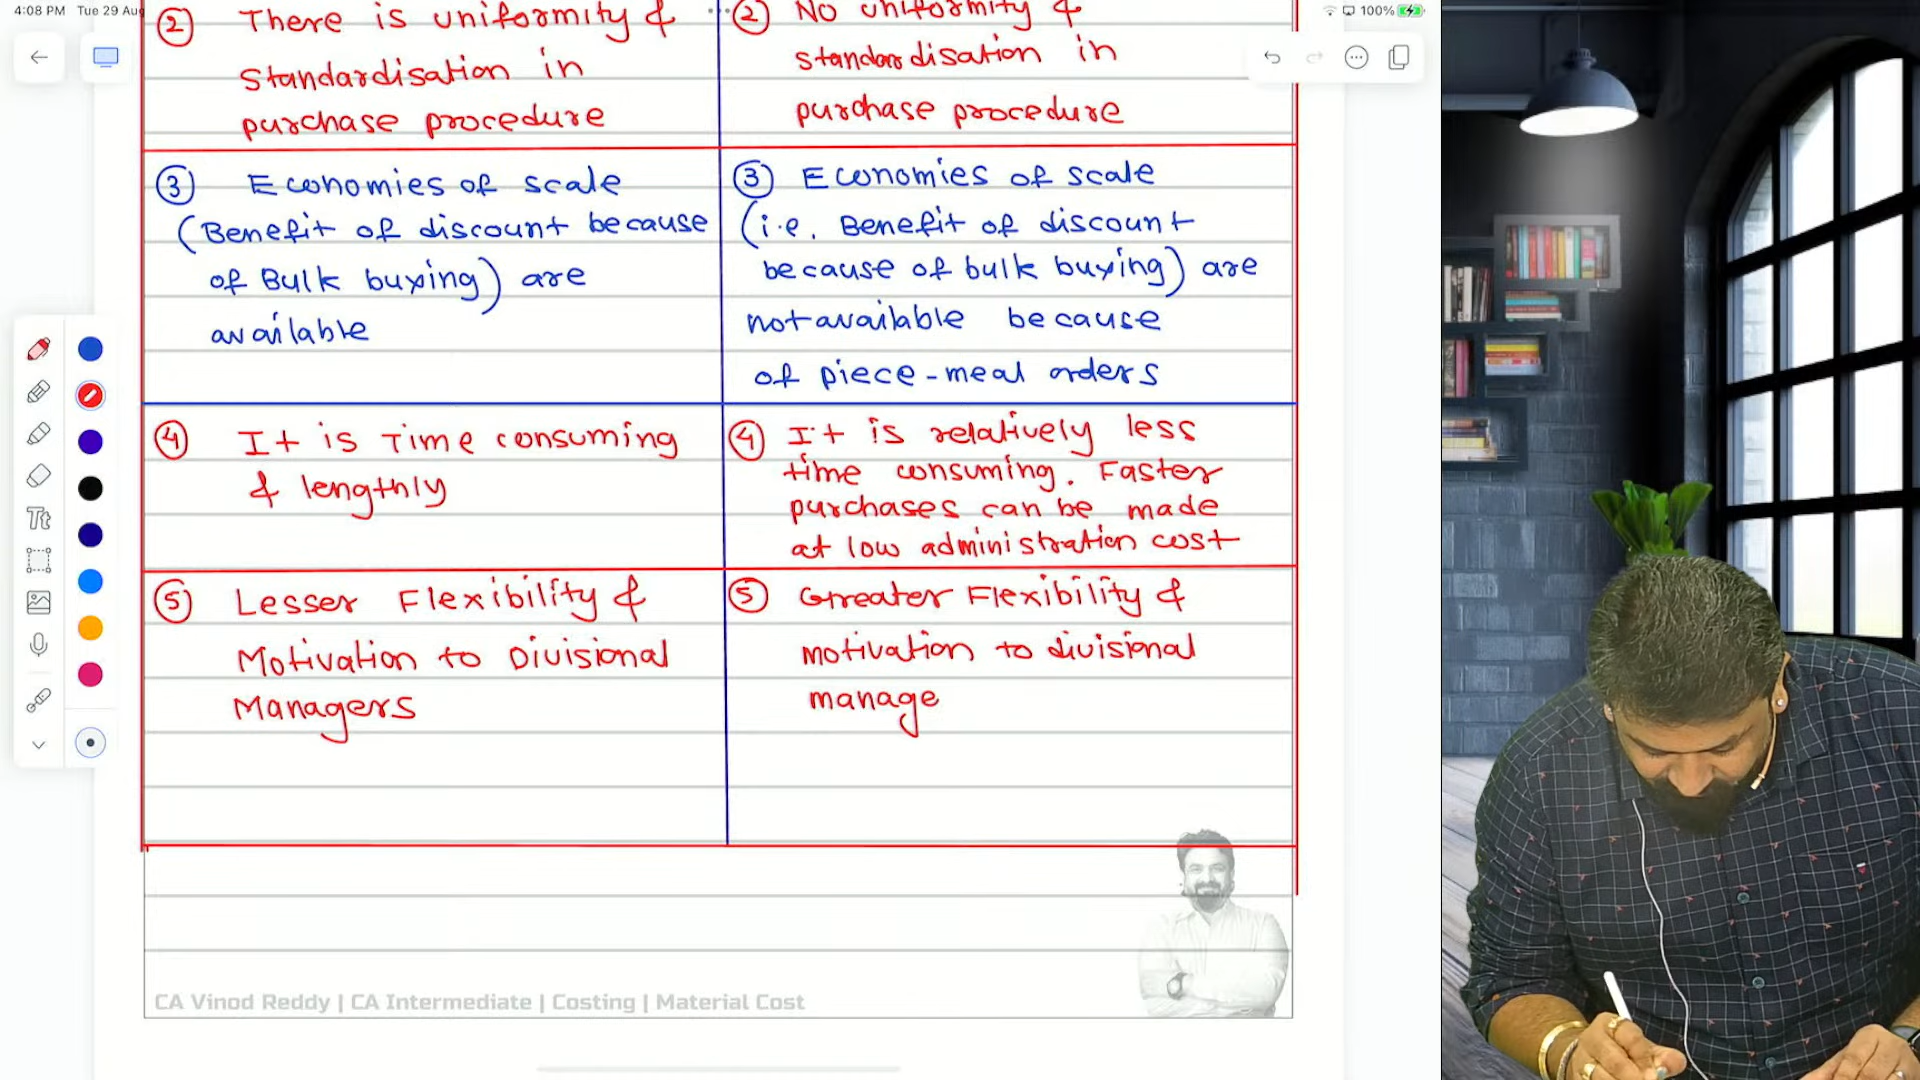 4:08 PM Tue 29 Aug
100%
② There is uniformity &
standardisation in
purchase procedure
② No uniformity &
standardisation in
purchase procedure
③ Economies of scale
(Benefit of discount because
of Bulk buying) are
available
③ Economies of scale
(i.e. Benefit of discount
because of bulk buying) are
not available because
of piece-meal orders
④ It is Time consuming
& lengthly
④ It is relatively less
time consuming. Faster
purchases can be made
at low administration cost
⑤ Lesser Flexibility &
Motivation to Divisional
Managers
⑤ Greater Flexibility &
motivation to divisional
manage
Tt
CA Vinod Reddy | CA Intermediate | Costing | Material Cost